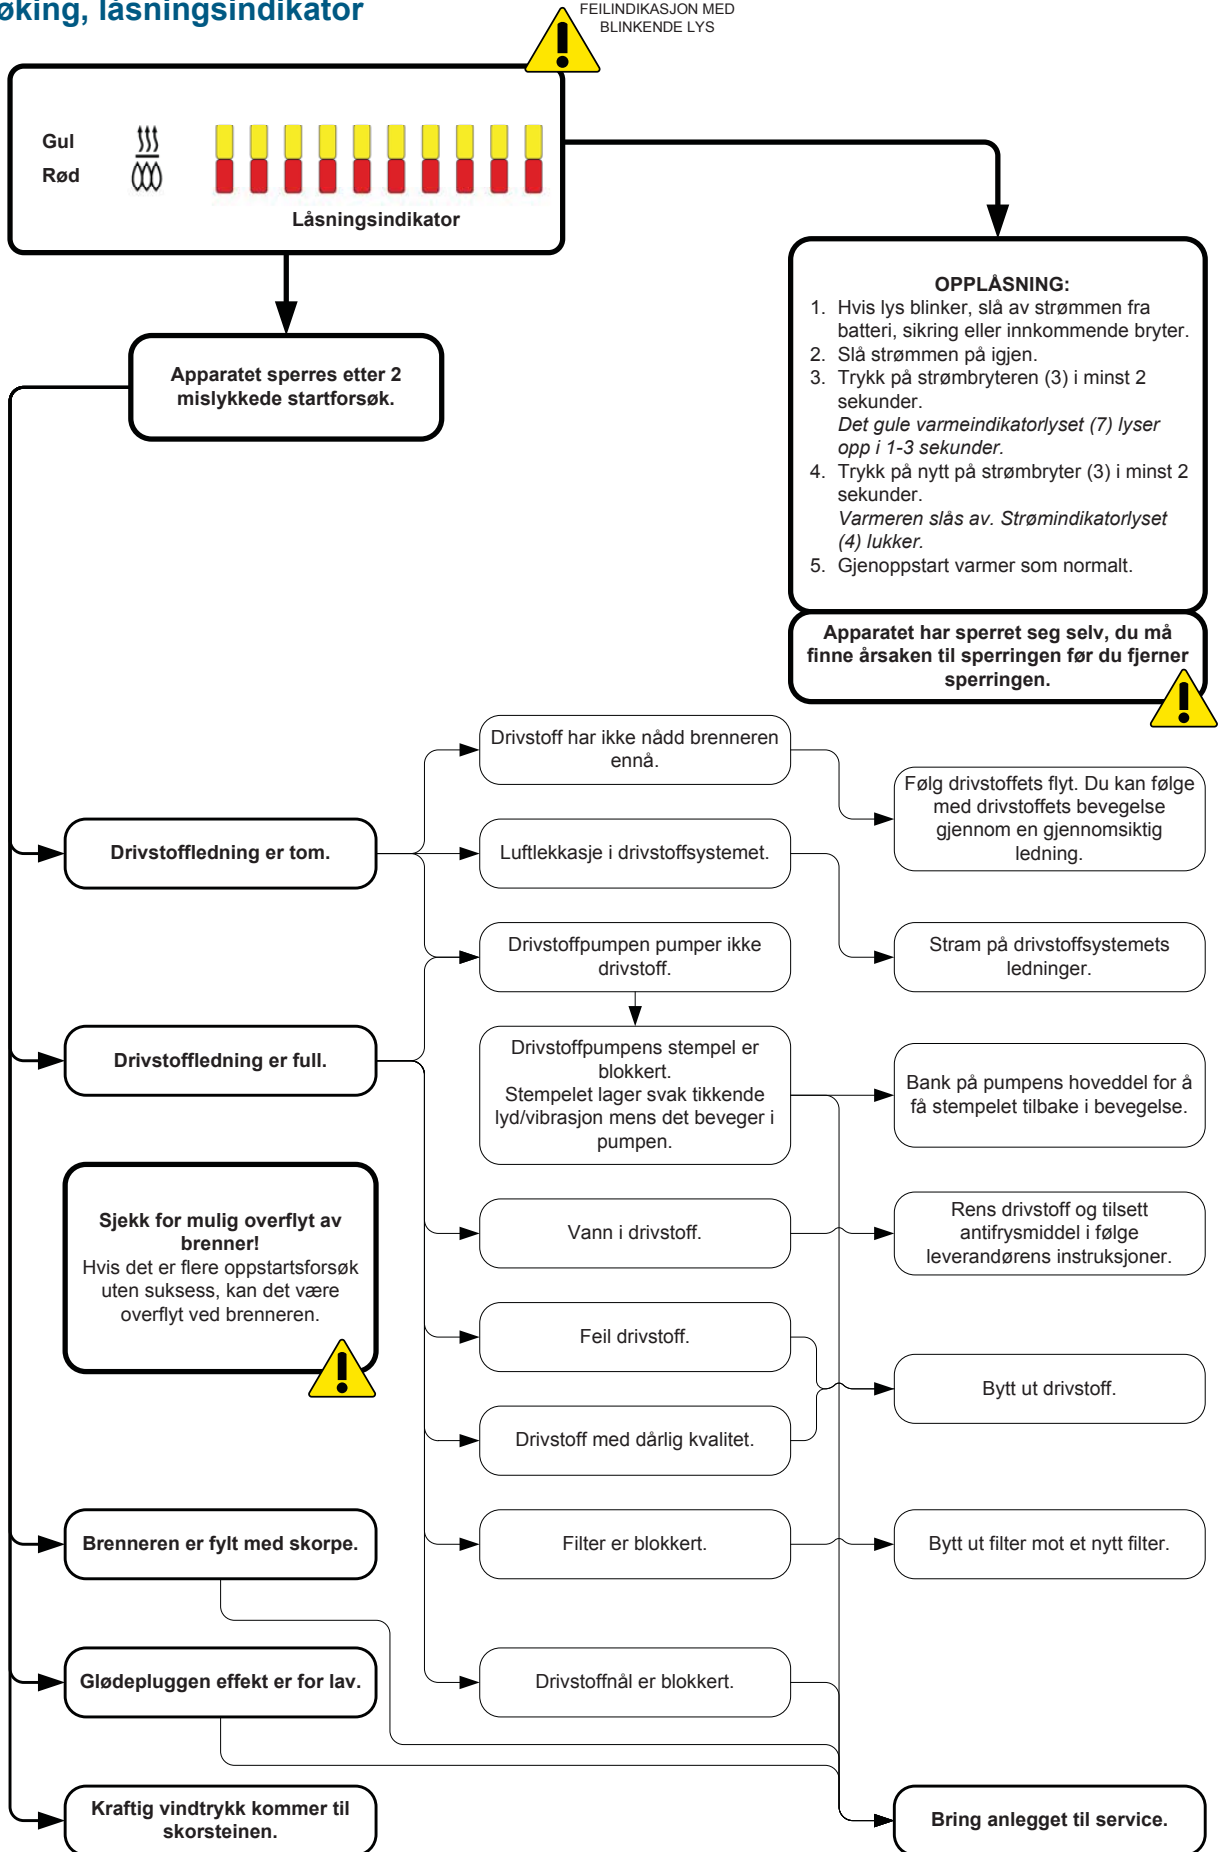 øking, låsningsindikator
FEILINDIKASJON MED
BLINKENDE LYS
Gul
Rød
Låsningsindikator
Apparatet sperres etter 2
mislykkede startforsøk.
OPPLÅSNING:
1. Hvis lys blinker, slå av strømmen fra
batteri, sikring eller innkommende bryter.
2. Slå strømmen på igjen.
3. Trykk på strømbryteren (3) i minst 2
sekunder.
Det gule varmeindikatorlyset (7) lyser
opp i 1-3 sekunder.
4. Trykk på nytt på strømbryter (3) i minst 2
sekunder.
Varmeren slås av. Strømindikatorlyset
(4) lukker.
5. Gjenoppstart varmer som normalt.
Apparatet har sperret seg selv, du må
finne årsaken til sperringen før du fjerner
sperringen.
Drivstoff har ikke nådd brenneren
ennå.
Følg drivstoffets flyt. Du kan følge
med drivstoffets bevegelse
gjennom en gjennomsiktig
ledning.
Drivstoffledning er tom.
Luftlekkasje i drivstoffsystemet.
Drivstoffpumpen pumper ikke
drivstoff.
Stram på drivstoffsystemets
ledninger.
Drivstoffledning er full.
Drivstoffpumpens stempel er
blokkert.
Stempelet lager svak tikkende
lyd/vibrasjon mens det beveger i
pumpen.
Bank på pumpens hoveddel for å
få stempelet tilbake i bevegelse.
Sjekk for mulig overflyt av
brenner!
Hvis det er flere oppstartsforsøk
uten suksess, kan det være
overflyt ved brenneren.
Vann i drivstoff.
Rens drivstoff og tilsett
antifrysmiddel i følge
leverandørens instruksjoner.
Feil drivstoff.
Bytt ut drivstoff.
Drivstoff med dårlig kvalitet.
Brenneren er fylt med skorpe.
Filter er blokkert.
Bytt ut filter mot et nytt filter.
Glødepluggen effekt er for lav.
Drivstoffnål er blokkert.
Kraftig vindtrykk kommer til
skorsteinen.
Bring anlegget til service.